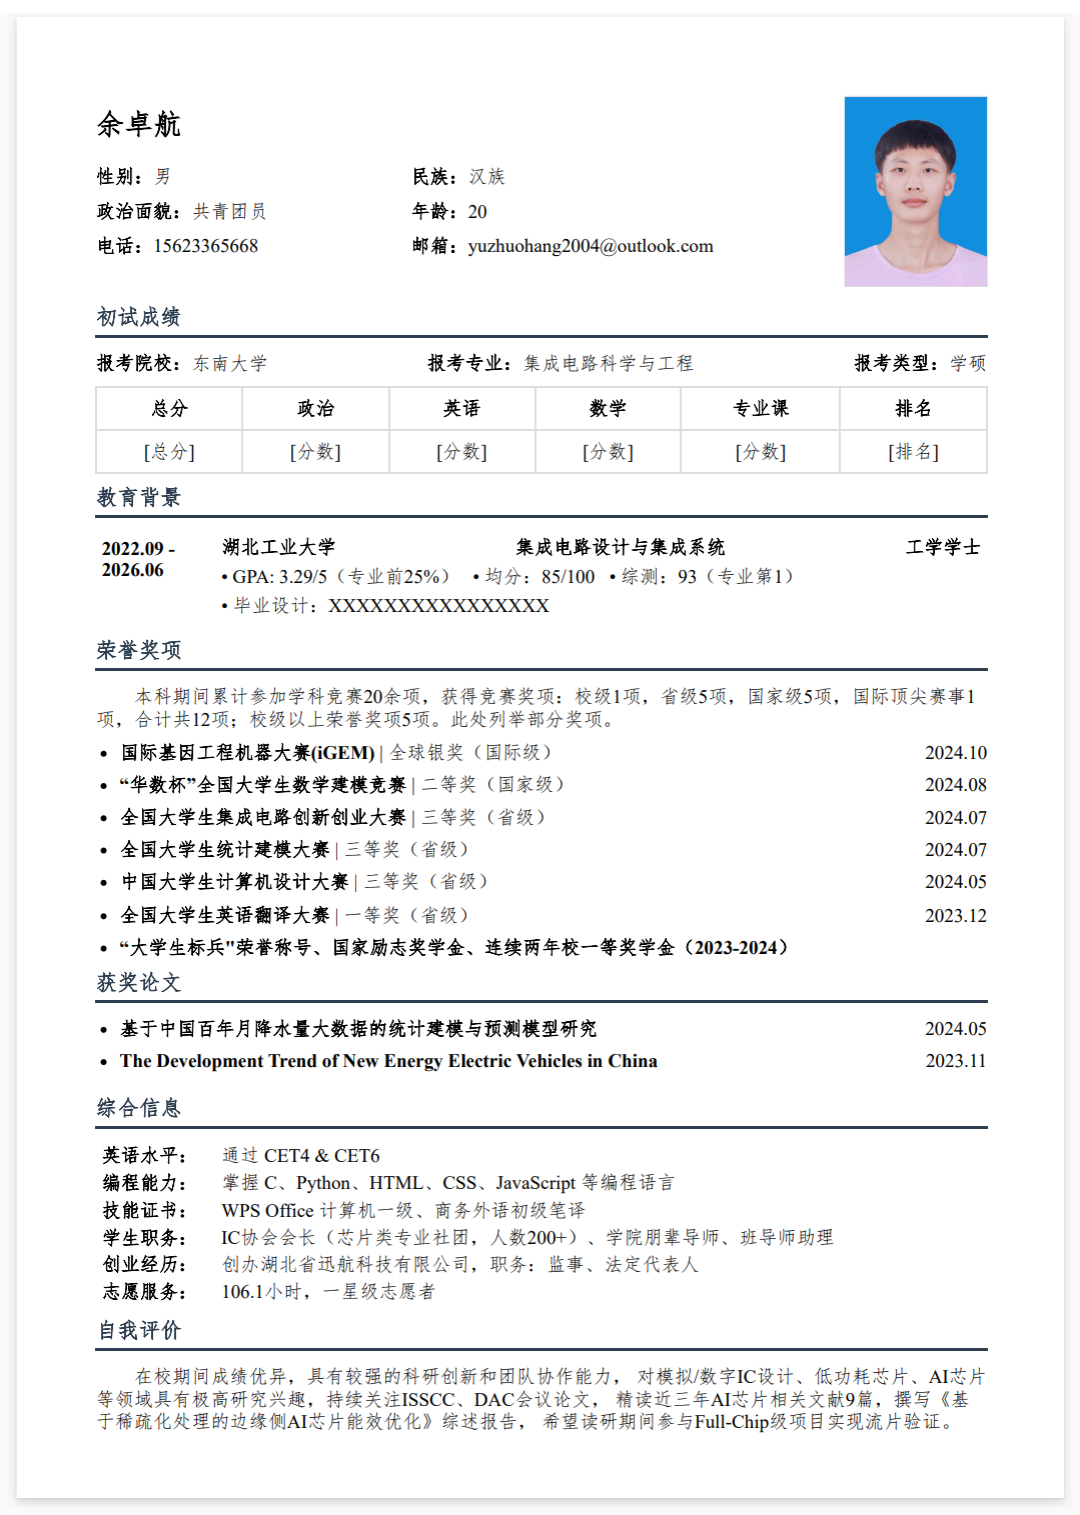 余卓航
性别：男 民族：汉族
政治面貌：共青团员 年龄：20
电话：15623365668 邮箱：yuzhuohang2004@outlook.com
初试成绩
报考院校：东南大学 报考专业：集成电路科学与工程 报考类型：学硕
总分 政治 英语 数学 专业课 排名
[总分] [分数] [分数] [分数] [分数] [排名]
教育背景
2022.09 - 湖北工业大学 集成电路设计与集成系统 工学学士
2026.06
• GPA: 3.29/5（专业前25%） • 均分：85/100 • 综测：93（专业第1）
• 毕业设计：XXXXXXXXXXXXXXXX
荣誉奖项
本科期间累计参加学科竞赛20余项，获得竞赛奖项：校级1项，省级5项，国家级5项，国际顶尖赛事1
项，合计共12项；校级以上荣誉奖项5项。此处列举部分奖项。
• 国际基因工程机器大赛(iGEM) | 全球银奖（国际级） 2024.10
• “华数杯”全国大学生数学建模竞赛 | 二等奖（国家级） 2024.08
• 全国大学生集成电路创新创业大赛 | 三等奖（省级） 2024.07
• 全国大学生统计建模大赛 | 三等奖（省级） 2024.07
• 中国大学生计算机设计大赛 | 三等奖（省级） 2024.05
• 全国大学生英语翻译大赛 | 一等奖（省级） 2023.12
• “大学生标兵"荣誉称号、国家励志奖学金、连续两年校一等奖学金（2023-2024）
获奖论文
• 基于中国百年月降水量大数据的统计建模与预测模型研究 2024.05
• The Development Trend of New Energy Electric Vehicles in China 2023.11
综合信息
英语水平： 通过 CET4 & CET6
编程能力： 掌握 C、Python、HTML、CSS、JavaScript 等编程语言
技能证书： WPS Office 计算机一级、商务外语初级笔译
学生职务： IC协会会长（芯片类专业社团，人数200+）、学院朋辈导师、班导师助理
创业经历： 创办湖北省迅航科技有限公司，职务：监事、法定代表人
志愿服务： 106.1小时，一星级志愿者
自我评价
在校期间成绩优异，具有较强的科研创新和团队协作能力， 对模拟/数字IC设计、低功耗芯片、AI芯片
等领域具有极高研究兴趣，持续关注ISSCC、DAC会议论文， 精读近三年AI芯片相关文献9篇，撰写《基
于稀疏化处理的边缘侧AI芯片能效优化》综述报告， 希望读研期间参与Full-Chip级项目实现流片验证。